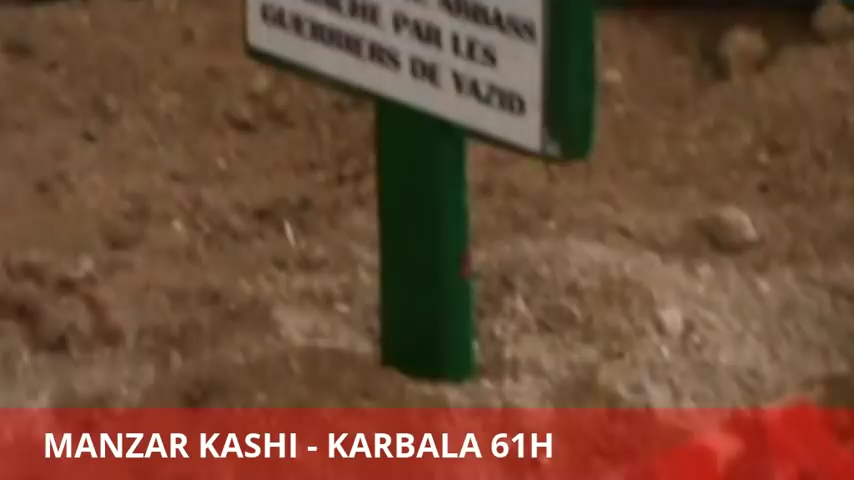 ABBASS
PAR LES
GUERRIERS DE YAZID
MANZAR KASHI - KARBALA 61H